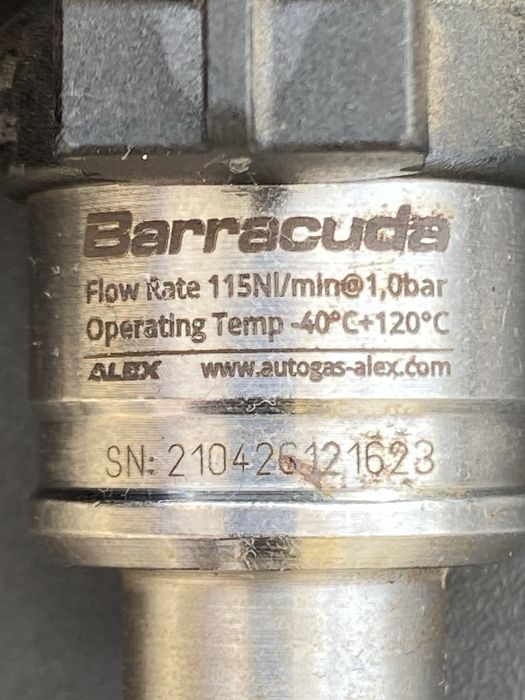 Barracuda
Flow Rate 115Nl/min@1,0bar
Operating Temp -40°C+120°C
ALEX www.autogas-alex.com
SN: 210426121623